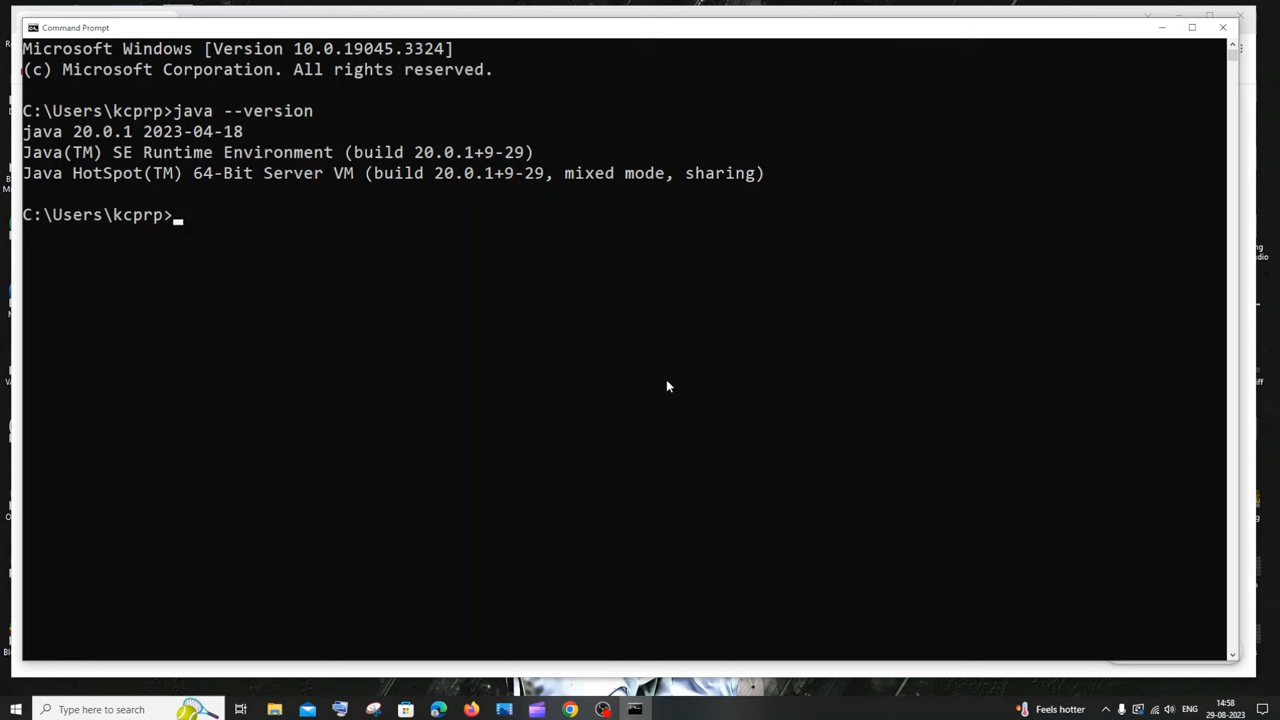 Command Prompt
Microsoft Windows [Version 10.0.19045.3324]
(c) Microsoft Corporation. All rights reserved.
C:\Users\kcprp>java --version
java 20.0.1 2023-04-18
Java(TM) SE Runtime Environment (build 20.0.1+9-29)
Java HotSpot(TM) 64-Bit Server VM (build 20.0.1+9-29, mixed mode, sharing)
C:\Users\kcprp>
Type here to search
Feels hotter
ENG
14:58
29-08-2023